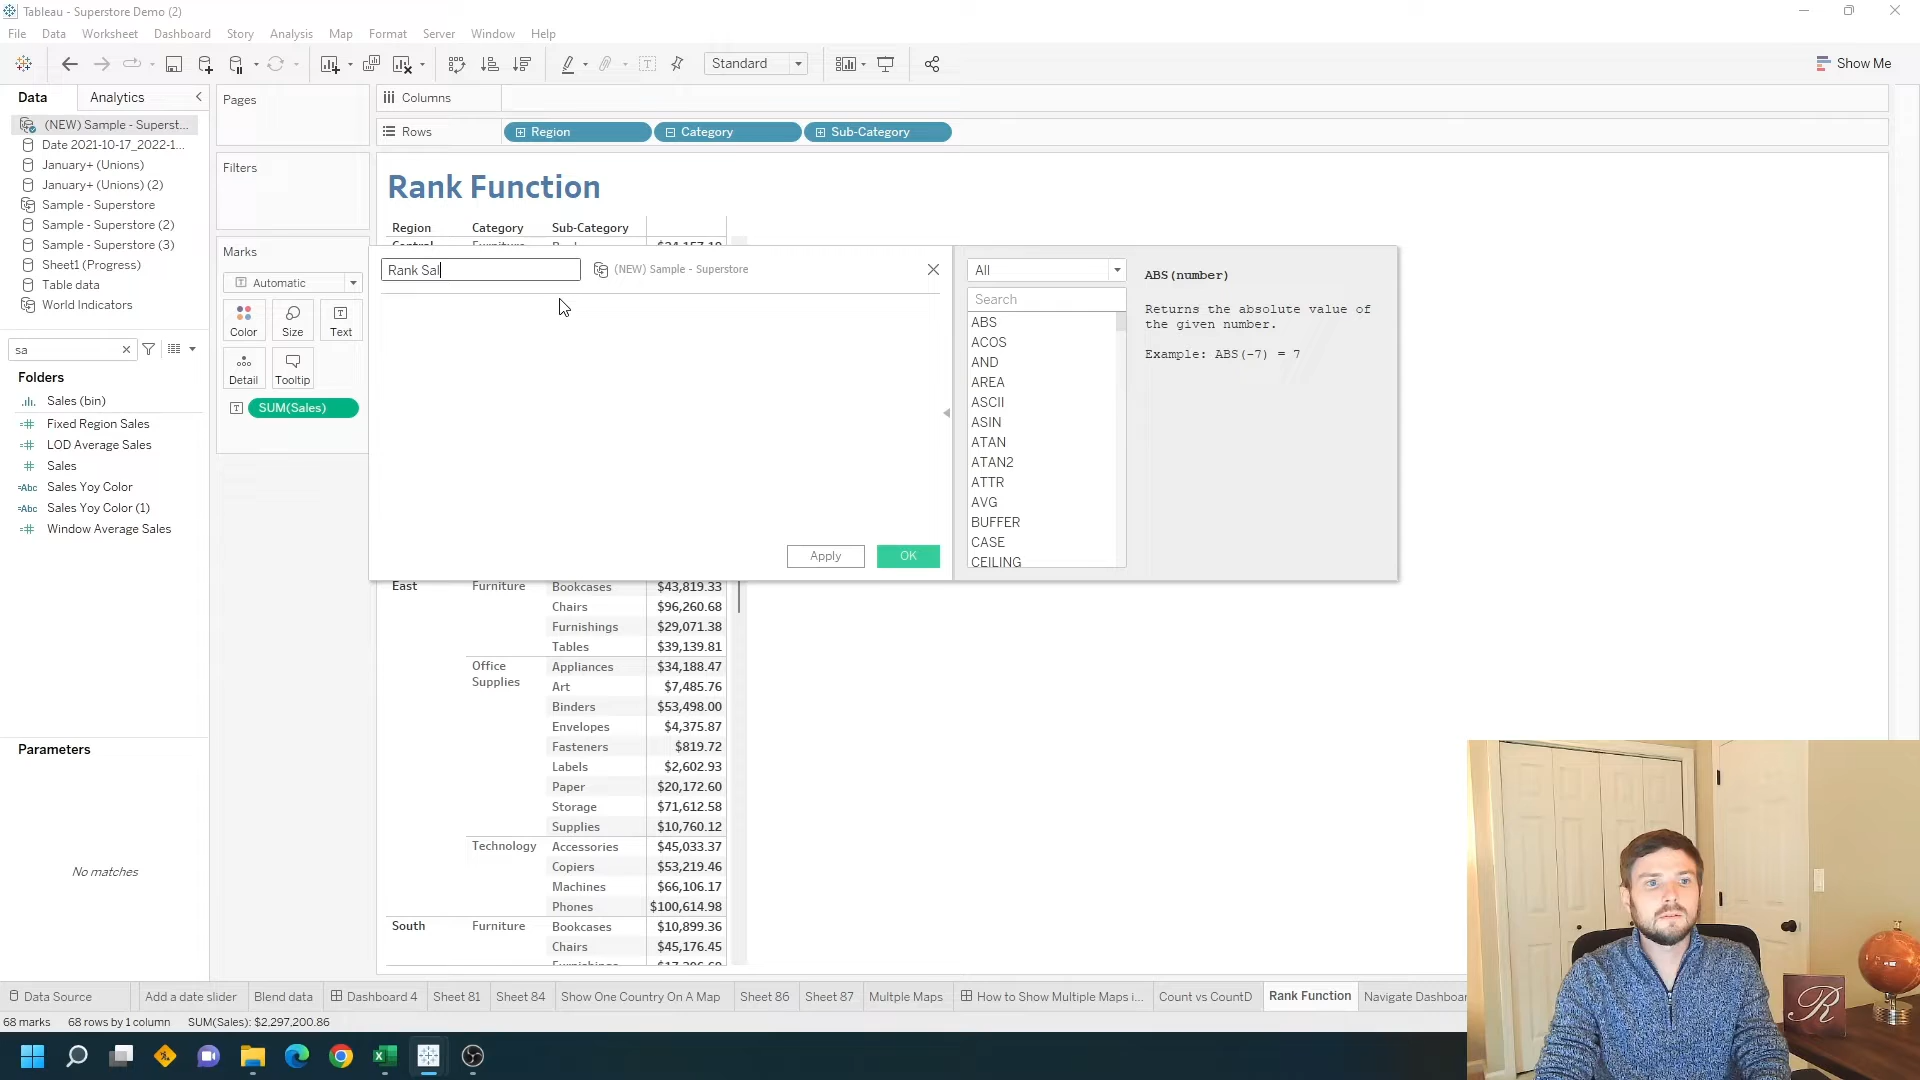 Tableau - Superstore Demo (2)
File Data Worksheet Dashboard Story Analysis Map Format Server Window Help
Standard
Show Me
Data Analytics
(NEW) Sample - Superst...
Date 2021-10-17_2022-1...
January+ (Unions)
January+ (Unions) (2)
Sample - Superstore
Sample - Superstore (2)
Sample - Superstore (3)
Sheet1 (Progress)
Table data
World Indicators
sa
Folders
Sales (bin)
Fixed Region Sales
LOD Average Sales
Sales
Sales Yoy Color
Sales Yoy Color (1)
Window Average Sales
Parameters
No matches
Pages
Filters
Marks
Automatic
Color Size Text
Detail Tooltip
SUM(Sales)
Columns
Rows Region Category Sub-Category
Rank Function
Region Category Sub-Category
Rank Sal
(NEW) Sample - Superstore
Apply OK
All
Search
ABS
ACOS
AND
AREA
ASCII
ASIN
ATAN
ATAN2
ATTR
AVG
BUFFER
CASE
CEILING
ABS(number)
Returns the absolute value of
the given number.
Example: ABS(-7) = 7
East Furniture Bookcases $43,819.33
Chairs $96,260.68
Furnishings $29,071.38
Tables $39,139.81
Office Supplies Appliances $34,188.47
Art $7,485.76
Binders $53,498.00
Envelopes $4,375.87
Fasteners $819.72
Labels $2,602.93
Paper $20,172.60
Storage $71,612.58
Supplies $10,760.12
Technology Accessories $45,033.37
Copiers $53,219.46
Machines $66,106.17
Phones $100,614.98
South Furniture Bookcases $10,899.36
Chairs $45,176.45
Data Source Add a date slider Blend data Dashboard 4 Sheet 81 Sheet 84 Show One Country On A Map Sheet 86 Sheet 87 Multple Maps How to Show Multiple Maps i... Count vs CountD Rank Function Navigate Dashboar
68 marks 68 rows by 1 column SUM(Sales): $2,297,200.86
R